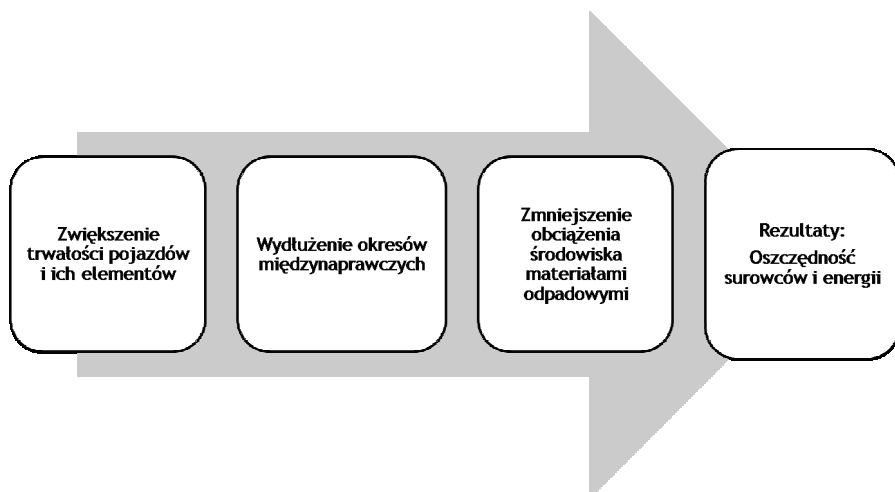 Zwiększenie
trwałości pojazdów
i ich elementów
Wydłużenie okresów
międzynaprawczych
Zmniejszenie
obciążenia
środowiska
materiałami
odpadowymi
Rezultaty:
Oszczędność
surowców i energii